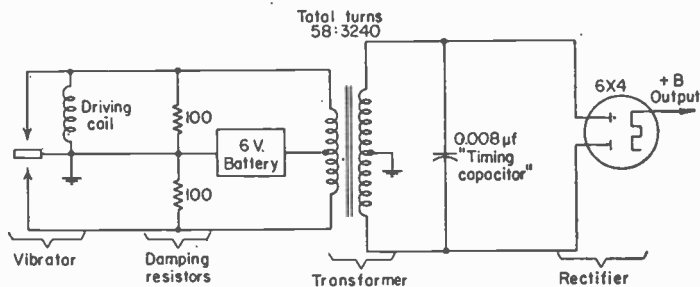 Total turns
58:3240
6X4
+B
Output
Driving
coil
100
6 V.
Battery
0.008 μf
"Timing
capacitor"
100
Vibrator
Damping
resistors
Transformer
Rectifier